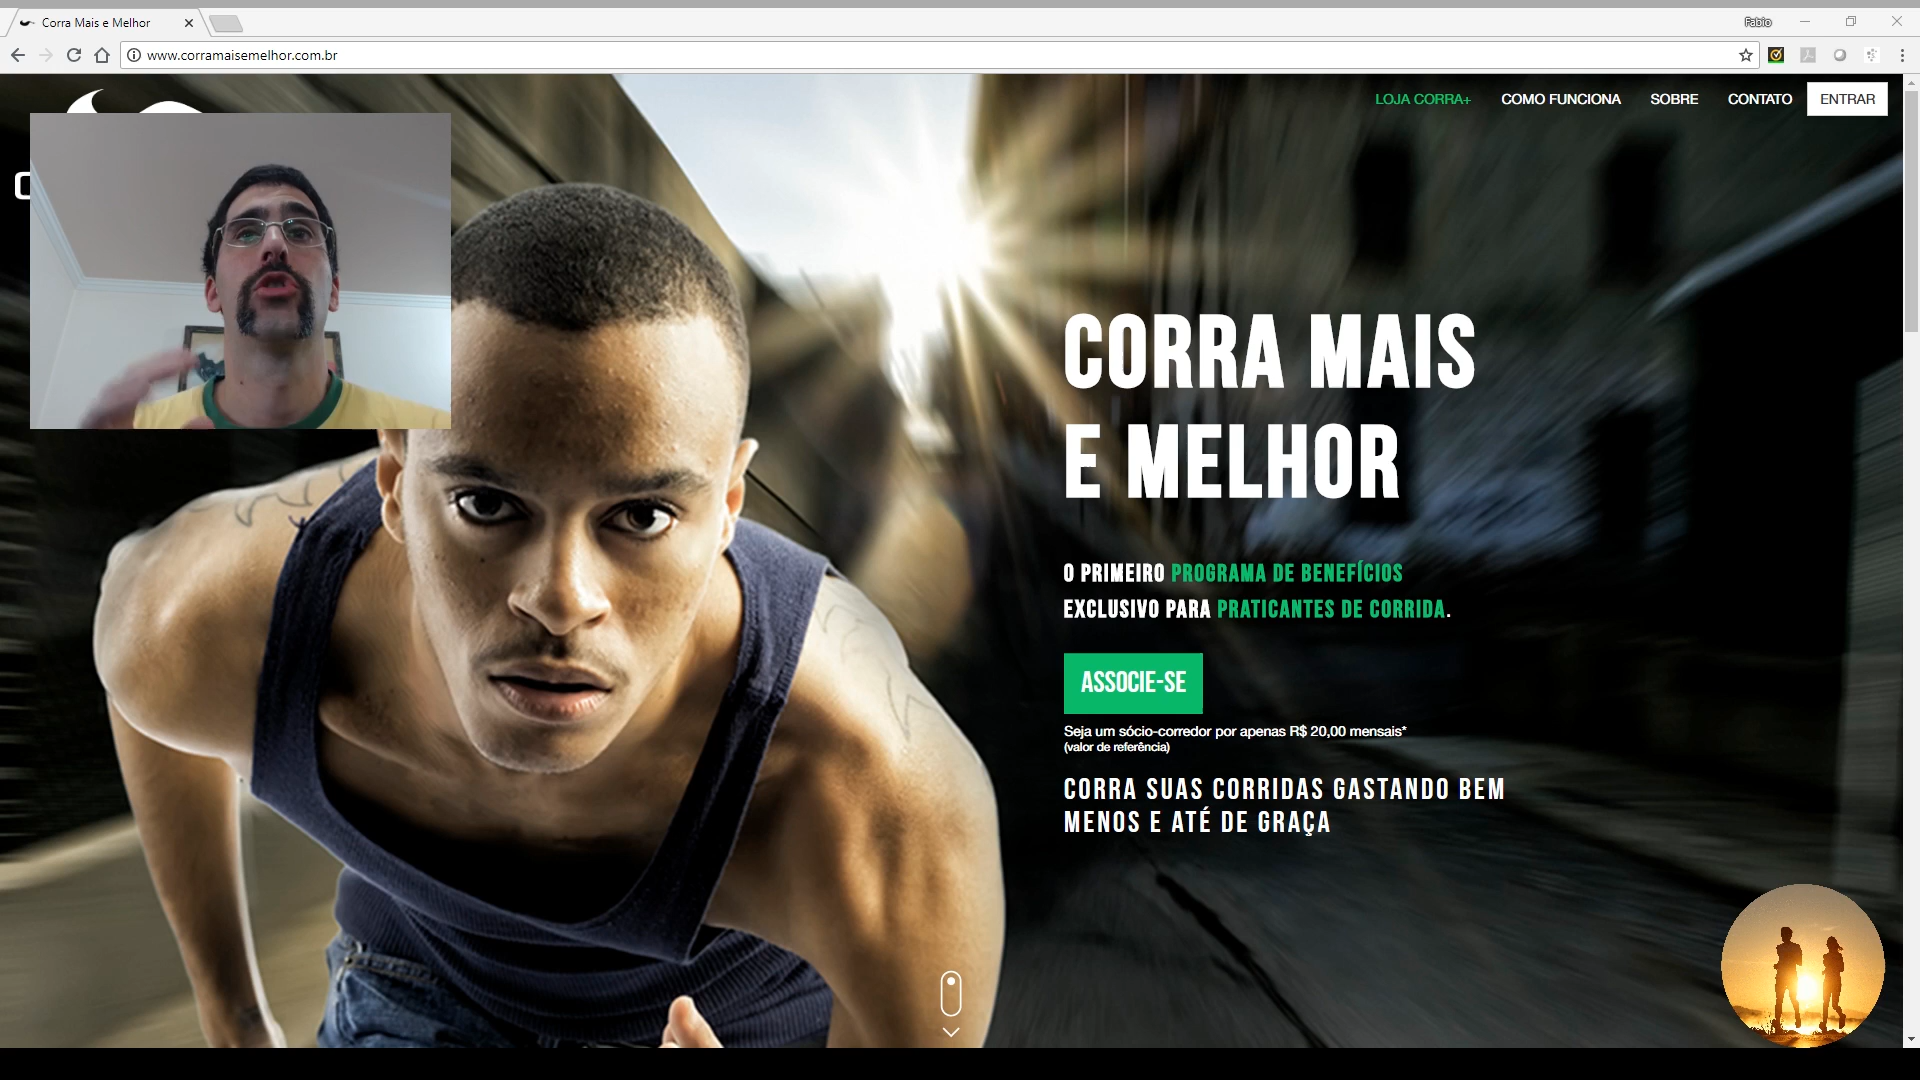 Corra Mais e Melhor
Fabio
www.corramaisemelhor.com.br
LOJA CORRA+ COMO FUNCIONA SOBRE CONTATO ENTRAR
CORRA MAIS
E MELHOR
O PRIMEIRO PROGRAMA DE BENEFÍCIOS
EXCLUSIVO PARA PRATICANTES DE CORRIDA.
ASSOCIE-SE
Seja um sócio-corredor por apenas R$ 20,00 mensais*
(valor de referência)
CORRA SUAS CORRIDAS GASTANDO BEM
MENOS E ATÉ DE GRAÇA